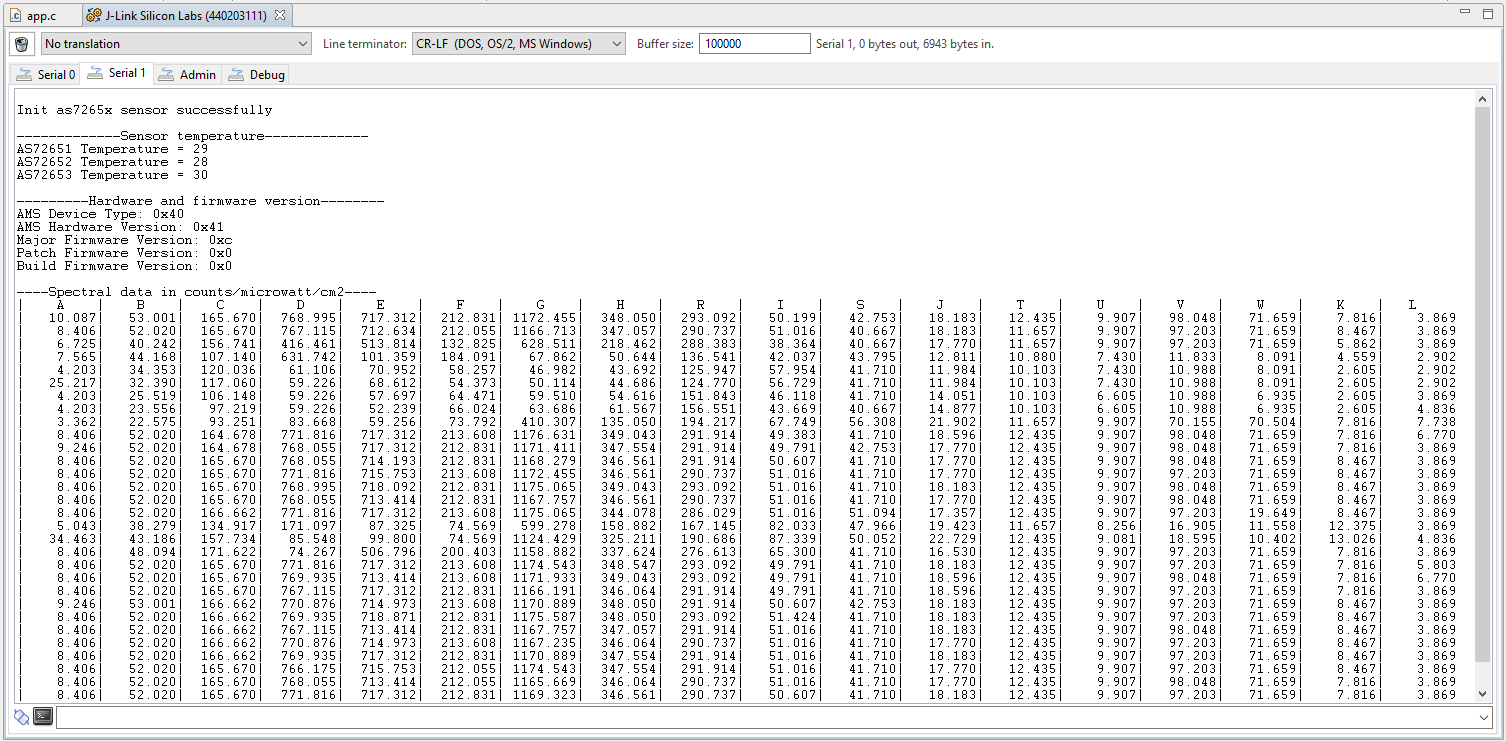 app.c
J-Link Silicon Labs (440203111)
No translation Line terminator: CR-LF (DOS, OS/2, MS Windows) Buffer size: 100000 Serial 1, 0 bytes out, 6943 bytes in.
Serial 0 Serial 1 Admin Debug
Init as7265x sensor successfully
-------------Sensor temperature-------------
AS72651 Temperature = 29
AS72652 Temperature = 28
AS72653 Temperature = 30
---------Hardware and firmware version--------
AMS Device Type: 0x40
AMS Hardware Version: 0x41
Major Firmware Version: 0xc
Patch Firmware Version: 0x0
Build Firmware Version: 0x0
----Spectral data in counts/microwatt/cm2----
| A | B | C | D | E | F | G | H | R | I | S | J | T | U | V | W | K | L
| 10.087| 53.001| 165.670| 768.995| 717.312| 212.831| 1172.455| 348.050| 293.092| 50.199| 42.753| 18.183| 12.435| 9.907| 98.048| 71.659| 7.816| 3.869
| 8.406| 52.020| 165.670| 767.115| 712.634| 212.055| 1166.713| 347.057| 290.737| 51.016| 40.667| 18.183| 11.657| 9.907| 97.203| 71.659| 8.467| 3.869
| 6.725| 40.242| 156.741| 416.461| 513.814| 132.825| 628.511| 218.462| 288.383| 38.364| 40.667| 17.770| 11.657| 9.907| 97.203| 71.659| 5.862| 3.869
| 7.565| 44.168| 107.140| 631.742| 101.359| 184.091| 67.862| 50.644| 136.541| 42.037| 43.795| 12.811| 10.880| 7.430| 11.833| 8.091| 4.559| 2.902
| 4.203| 34.353| 120.036| 61.106| 70.952| 58.257| 46.982| 43.692| 125.947| 57.954| 41.710| 11.984| 10.103| 7.430| 10.988| 8.091| 2.605| 2.902
| 25.217| 32.390| 117.060| 59.226| 68.612| 54.373| 50.114| 44.686| 124.770| 56.729| 41.710| 11.984| 10.103| 7.430| 10.988| 8.091| 2.605| 2.902
| 4.203| 25.519| 106.148| 59.226| 57.697| 64.471| 59.510| 54.616| 151.843| 46.118| 41.710| 14.051| 10.103| 6.605| 10.988| 6.935| 2.605| 3.869
| 4.203| 23.556| 97.219| 59.226| 52.239| 66.024| 63.686| 61.567| 156.551| 43.669| 40.667| 14.877| 10.103| 6.605| 10.988| 6.935| 2.605| 4.836
| 3.362| 22.575| 93.251| 83.668| 59.256| 73.792| 410.307| 135.050| 194.217| 67.749| 56.308| 21.902| 11.657| 9.907| 70.155| 70.504| 7.816| 7.738
| 8.406| 52.020| 164.678| 771.816| 717.312| 213.608| 1176.631| 349.043| 291.914| 49.383| 41.710| 18.596| 12.435| 9.907| 98.048| 71.659| 7.816| 6.770
| 9.246| 52.020| 164.678| 768.055| 717.312| 212.831| 1171.411| 347.554| 291.914| 49.791| 42.753| 17.770| 12.435| 9.907| 98.048| 71.659| 7.816| 3.869
| 8.406| 52.020| 165.670| 768.055| 714.193| 212.831| 1168.279| 346.561| 291.914| 50.607| 41.710| 17.770| 12.435| 9.907| 98.048| 71.659| 8.467| 3.869
| 8.406| 52.020| 165.670| 771.816| 715.753| 213.608| 1172.455| 346.561| 290.737| 51.016| 41.710| 17.770| 12.435| 9.907| 97.203| 71.659| 8.467| 3.869
| 8.406| 52.020| 165.670| 768.995| 718.092| 212.831| 1175.065| 349.043| 293.092| 51.016| 41.710| 18.183| 12.435| 9.907| 98.048| 71.659| 8.467| 3.869
| 8.406| 52.020| 165.670| 768.055| 713.414| 212.831| 1167.757| 346.561| 290.737| 51.016| 41.710| 17.770| 12.435| 9.907| 97.203| 71.659| 8.467| 3.869
| 8.406| 52.020| 166.662| 771.816| 717.312| 213.608| 1175.065| 344.078| 286.029| 51.016| 51.094| 17.357| 12.435| 9.907| 97.203| 19.649| 8.467| 3.869
| 5.043| 38.279| 134.917| 171.097| 87.325| 74.569| 599.278| 158.882| 167.145| 82.033| 47.966| 19.423| 11.657| 8.256| 16.905| 11.558| 12.375| 3.869
| 34.463| 43.186| 157.734| 85.548| 99.800| 74.569| 1124.429| 325.211| 190.686| 87.339| 50.052| 22.729| 12.435| 9.081| 18.595| 10.402| 13.026| 4.836
| 8.406| 48.094| 171.622| 74.267| 506.796| 200.403| 1158.882| 337.624| 276.613| 65.300| 41.710| 16.530| 12.435| 9.907| 97.203| 71.659| 7.816| 3.869
| 8.406| 52.020| 165.670| 771.816| 717.312| 213.608| 1174.543| 348.547| 293.092| 49.791| 41.710| 18.183| 12.435| 9.907| 97.203| 71.659| 7.816| 5.803
| 8.406| 52.020| 165.670| 769.935| 713.414| 213.608| 1171.933| 349.043| 293.092| 49.791| 41.710| 18.596| 12.435| 9.907| 98.048| 71.659| 7.816| 6.770
| 8.406| 52.020| 165.670| 767.115| 717.312| 212.831| 1166.191| 346.064| 291.914| 49.791| 41.710| 18.596| 12.435| 9.907| 97.203| 71.659| 7.816| 3.869
| 9.246| 53.001| 166.662| 770.876| 714.973| 213.608| 1170.889| 348.050| 291.914| 50.607| 42.753| 18.183| 12.435| 9.907| 97.203| 71.659| 8.467| 3.869
| 8.406| 52.020| 166.662| 769.935| 718.871| 212.831| 1175.587| 348.050| 293.092| 51.424| 41.710| 18.183| 12.435| 9.907| 97.203| 71.659| 8.467| 3.869
| 8.406| 52.020| 166.662| 767.115| 713.414| 212.831| 1167.757| 347.057| 291.914| 51.016| 41.710| 18.183| 12.435| 9.907| 98.048| 71.659| 7.816| 3.869
| 8.406| 52.020| 166.662| 770.876| 714.973| 213.608| 1167.235| 346.064| 290.737| 51.016| 41.710| 17.770| 12.435| 9.907| 97.203| 71.659| 8.467| 3.869
| 8.406| 52.020| 166.662| 769.935| 717.312| 212.831| 1170.889| 347.554| 291.914| 51.016| 41.710| 18.183| 12.435| 9.907| 97.203| 71.659| 8.467| 3.869
| 8.406| 52.020| 165.670| 766.175| 715.753| 212.055| 1174.543| 347.554| 291.914| 51.016| 41.710| 17.770| 12.435| 9.907| 97.203| 71.659| 8.467| 3.869
| 8.406| 52.020| 165.670| 768.055| 713.414| 212.055| 1165.669| 346.064| 290.737| 51.016| 41.710| 17.770| 12.435| 9.907| 97.203| 71.659| 7.816| 3.869
| 8.406| 52.020| 165.670| 771.816| 717.312| 212.831| 1169.323| 346.561| 290.737| 50.607| 41.710| 18.183| 12.435| 9.907| 97.203| 71.659| 7.816| 3.869